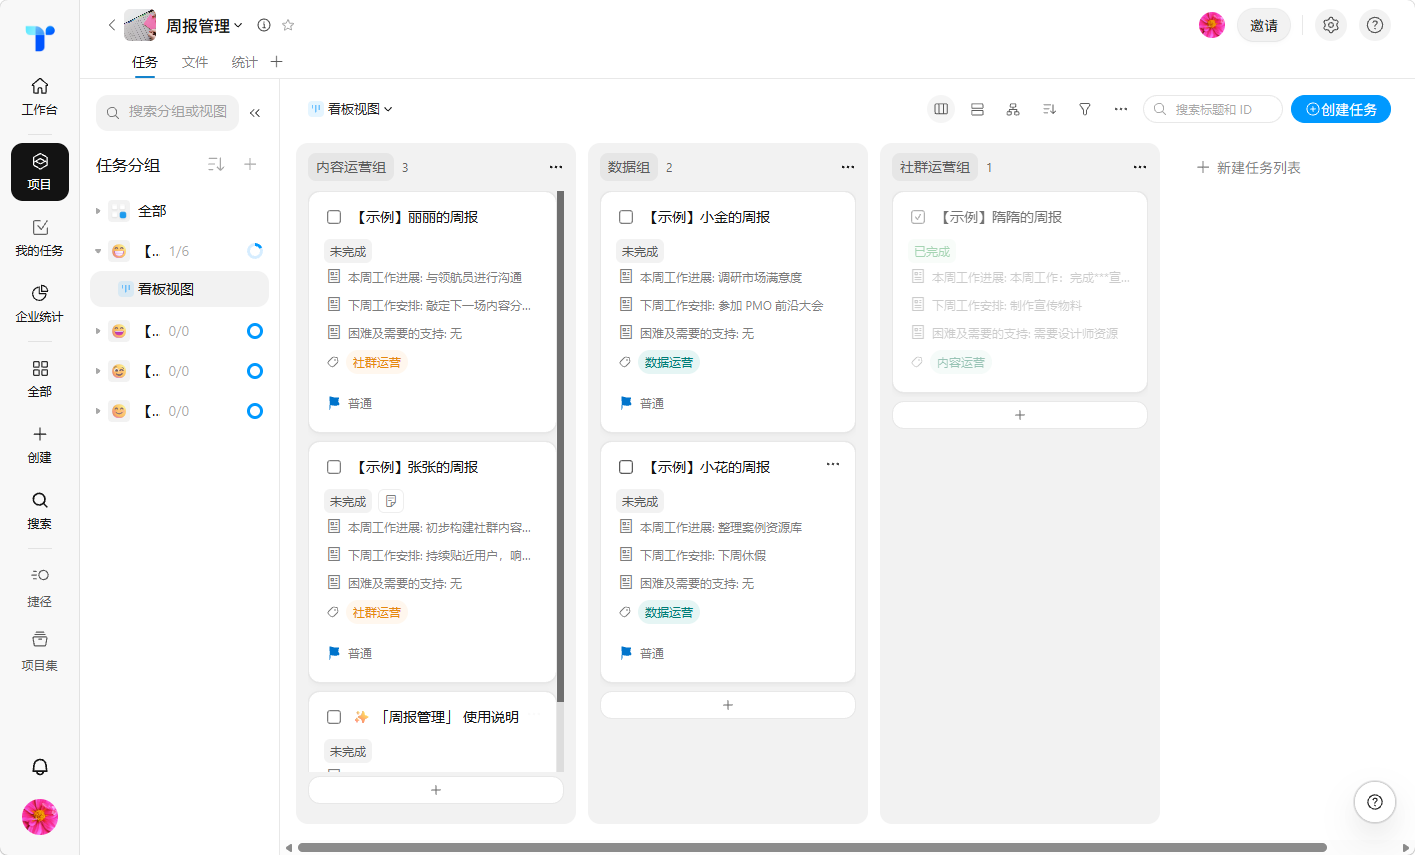 周报管理
邀请
任务 文件 统计
工作台
项目
我的任务
企业统计
全部
创建
搜索
捷径
项目集
搜索分组或视图
任务分组
全部
【... 1/6
看板视图
【... 0/0
【... 0/0
【... 0/0
看板视图
搜索标题和 ID
创建任务
内容运营组 3
【示例】丽丽的周报
未完成
本周工作进展: 与领航员进行沟通
下周工作安排: 敲定下一场内容分...
困难及需要的支持: 无
社群运营
普通
【示例】张张的周报
未完成
本周工作进展: 初步构建社群内容...
下周工作安排: 持续贴近用户，响...
困难及需要的支持: 无
社群运营
普通
「周报管理」 使用说明
未完成
数据组 2
【示例】小金的周报
未完成
本周工作进展: 调研市场满意度
下周工作安排: 参加 PMO 前沿大会
困难及需要的支持: 无
数据运营
普通
【示例】小花的周报
未完成
本周工作进展: 整理案例资源库
下周工作安排: 下周休假
困难及需要的支持: 无
数据运营
普通
社群运营组 1
【示例】隋隋的周报
已完成
本周工作进展: 本周工作：完成***宣...
下周工作安排: 制作宣传物料
困难及需要的支持: 需要设计师资源
内容运营
新建任务列表